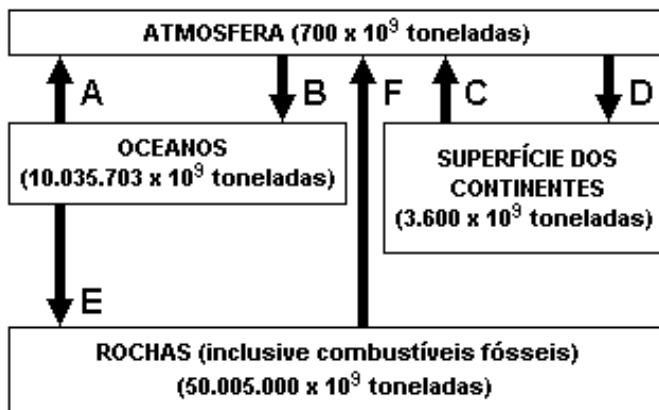 ATMOSFERA (700 x 10⁹ toneladas)
A
B
F
C
D
OCEANOS
(10.035.703 x 10⁹ toneladas)
SUPERFÍCIE DOS
CONTINENTES
(3.600 x 10⁹ toneladas)
E
ROCHAS (inclusive combustíveis fósseis)
(50.005.000 x 10⁹ toneladas)